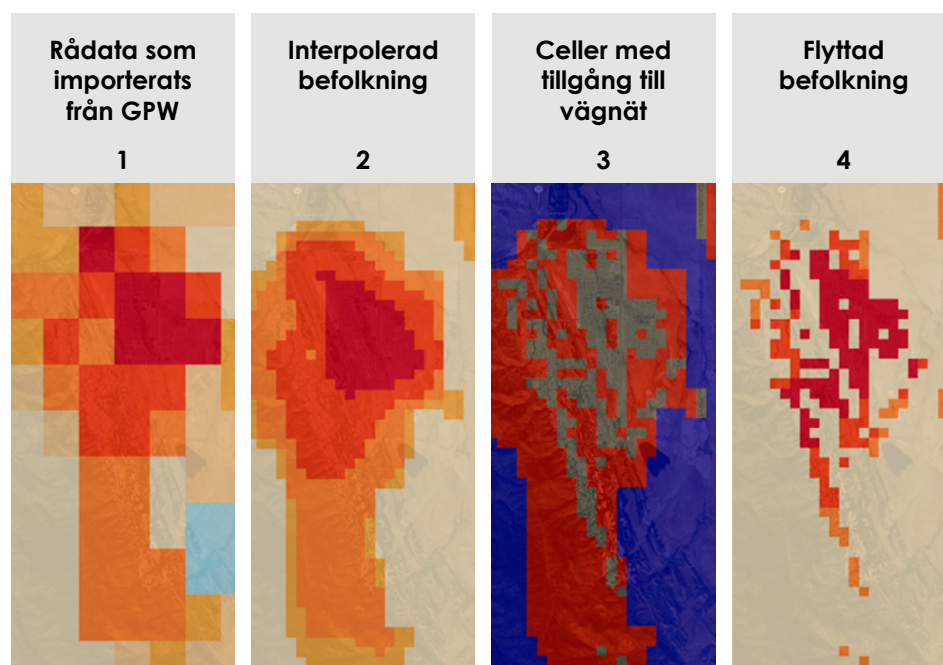 Rådata som
importerats
från GPW
1
Interpolerad
befolkning
2
Celler med
tillgång till
vägnät
3
Flyttad
befolkning
4